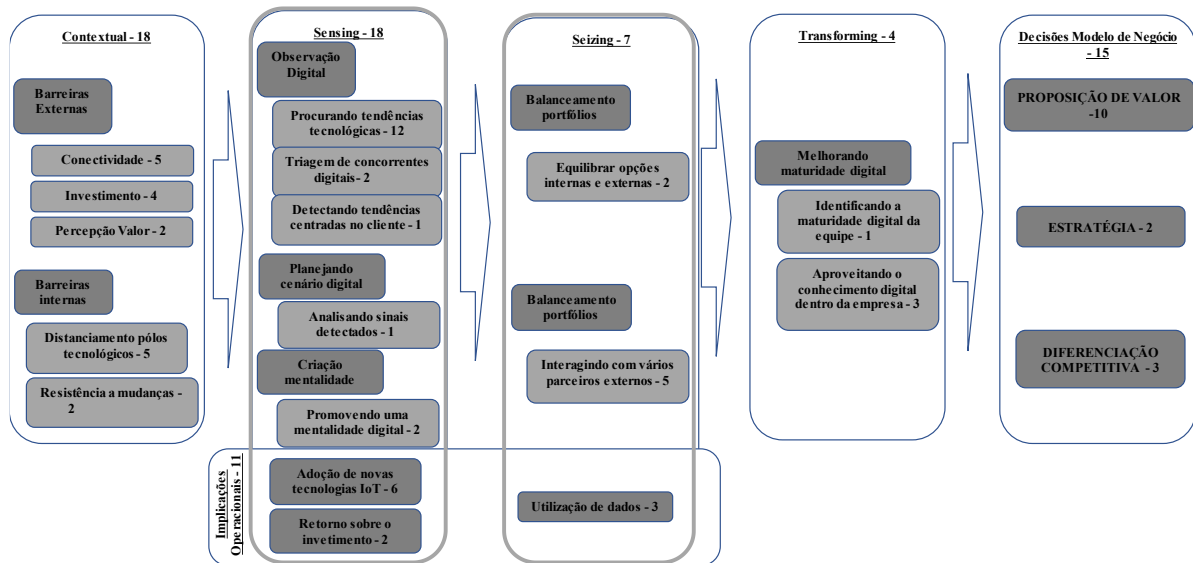 Contextual - 18
Barreiras
Externas
Conectividade - 5
Investimento - 4
Percepção Valor - 2
Barreiras
internas
Distanciamento pólos
tecnológicos - 5
Resistência a mudanças -
2
Sensing - 18
Observação
Digital
Procurando tendências
tecnológicas - 12
Triagem de concorrentes
digitais - 2
Detectando tendências
centradas no cliente - 1
Planejando
cenário digital
Analisando sinais
detectados - 1
Criação
mentalidade
Promovendo uma
mentalidade digital - 2
Seizing - 7
Balanceamento
portfólios
Equilibrar opções
internas e externas - 2
Balanceamento
portfólios
Interagindo com vários
parceiros externos - 5
Transforming - 4
Melhorando
maturidade digital
Identificando a
maturidade digital da
equipe - 1
Aproveitando o
conhecimento digital
dentro da empresa - 3
Decisões Modelo de Negócio
- 15
PROPOSIÇÃO DE VALOR
-10
ESTRATÉGIA - 2
DIFERENCIAÇÃO
COMPETITIVA - 3
Implicações
Operacionais - 11
Adoção de novas
tecnologias IoT - 6
Retorno sobre o
invetimento - 2
Utilização de dados - 3